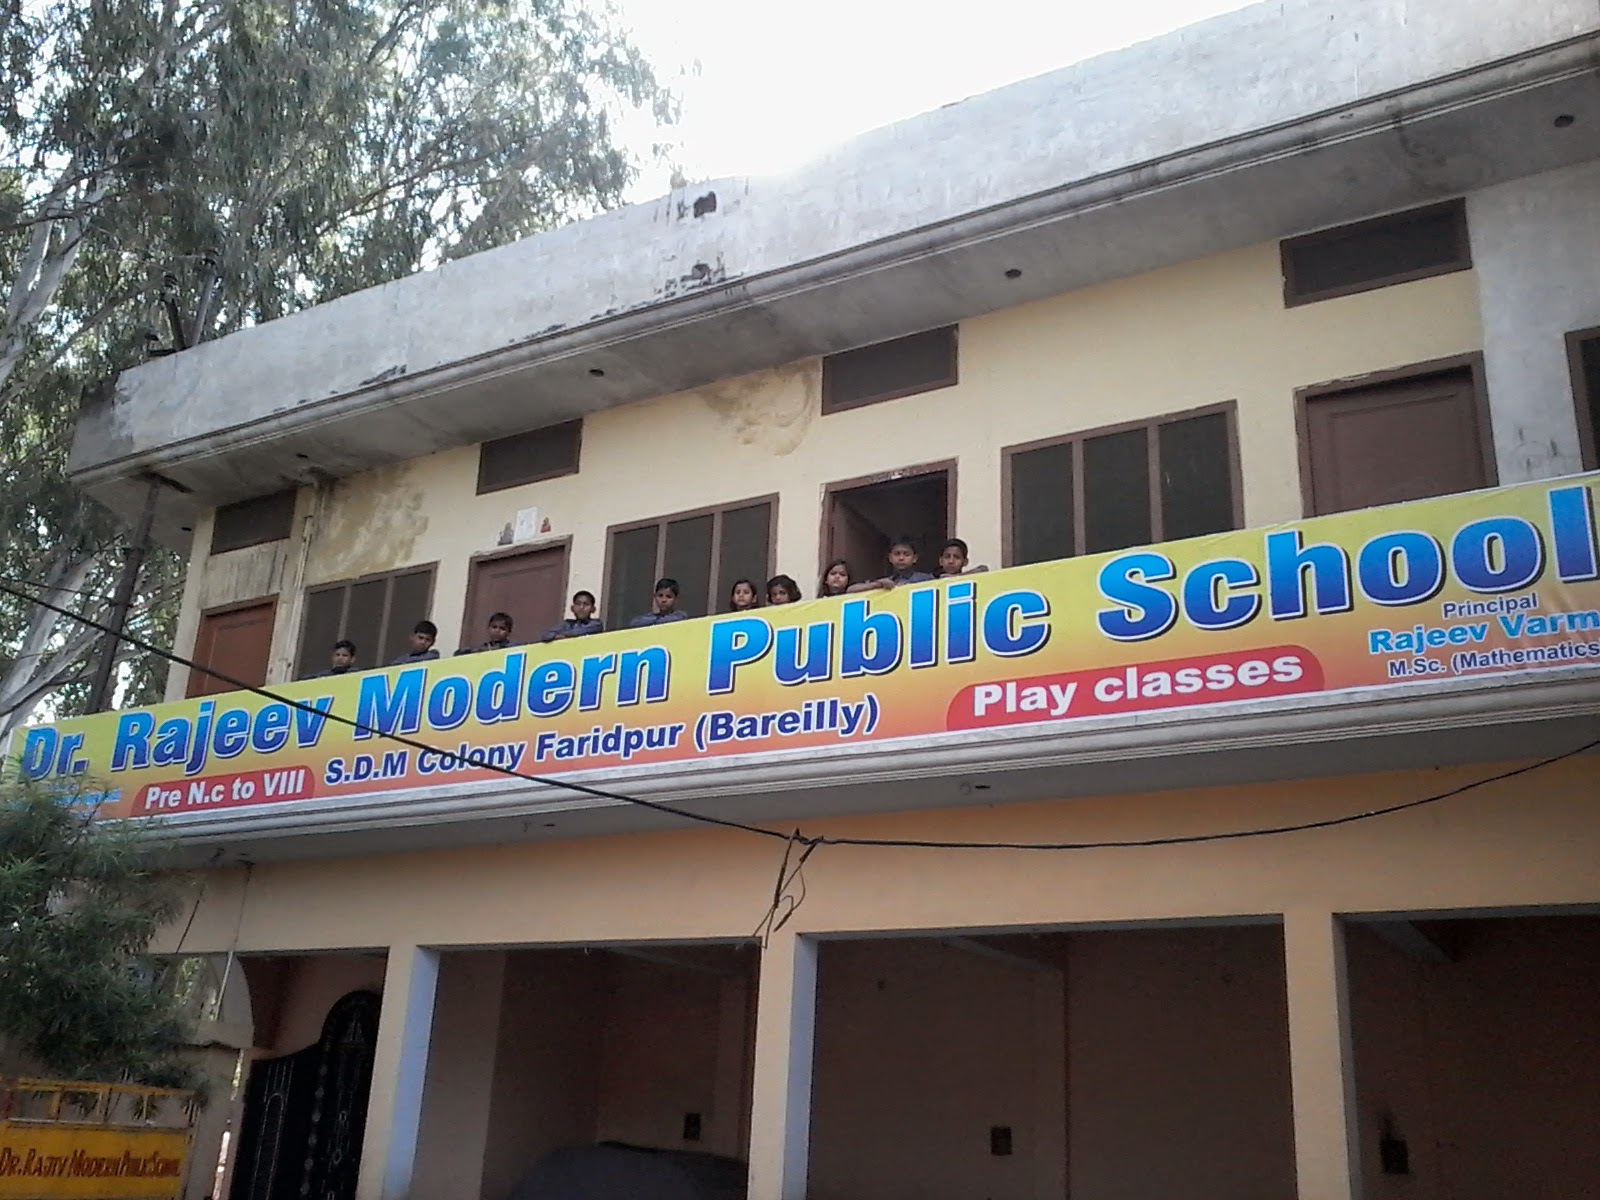 Dr. Rajeev Modern Public School
Pre N.c to VIII
S.D.M Colony Faridpur (Bareilly)
Play classes
Principal
Rajeev Varm
M.Sc. (Mathematics
DR. RAJIV MODERN PUBLIC SCHOOL